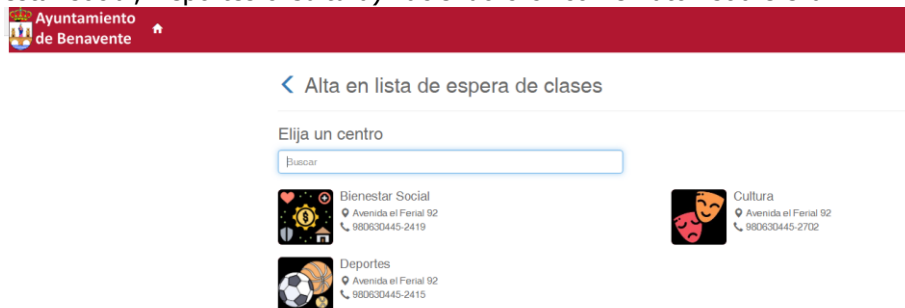 Ayuntamiento
de Benavente
Alta en lista de espera de clases
Elija un centro
Buscar
Bienestar Social
Avenida el Ferial 92
980630445-2419
Cultura
Avenida el Ferial 92
980630445-2702
Deportes
Avenida el Ferial 92
980630445-2415